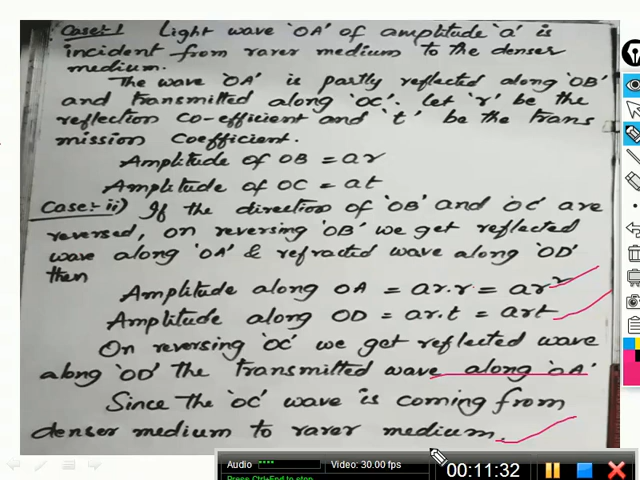 Case:-1 Light wave 'OA' of amplitude 'a' is
incident from rarer medium to the denser
medium.
The wave 'OA' is partly reflected along 'OB'
and transmitted along 'OC'. Let 'r' be the
reflection Co-efficient and 't' be the trans
mission Coefficient.
Amplitude of OB = ar
Amplitude of OC = at
Case:- ii) If the direction of 'OB' and 'OC' are
reversed, on reversing 'OB' we get reflected
wave along 'OA' & refracted wave along 'OD'
then
Amplitude along OA = ar.r = ar²
Amplitude along OD = ar.t = art
On reversing 'OC' we get reflected wave
along 'OD' the transmitted wave along 'OA'
Since the 'OC' wave is coming from
denser medium to rarer medium.
Audio Video: 30.00 fps 00:11:32
Press Ctrl+End to stop